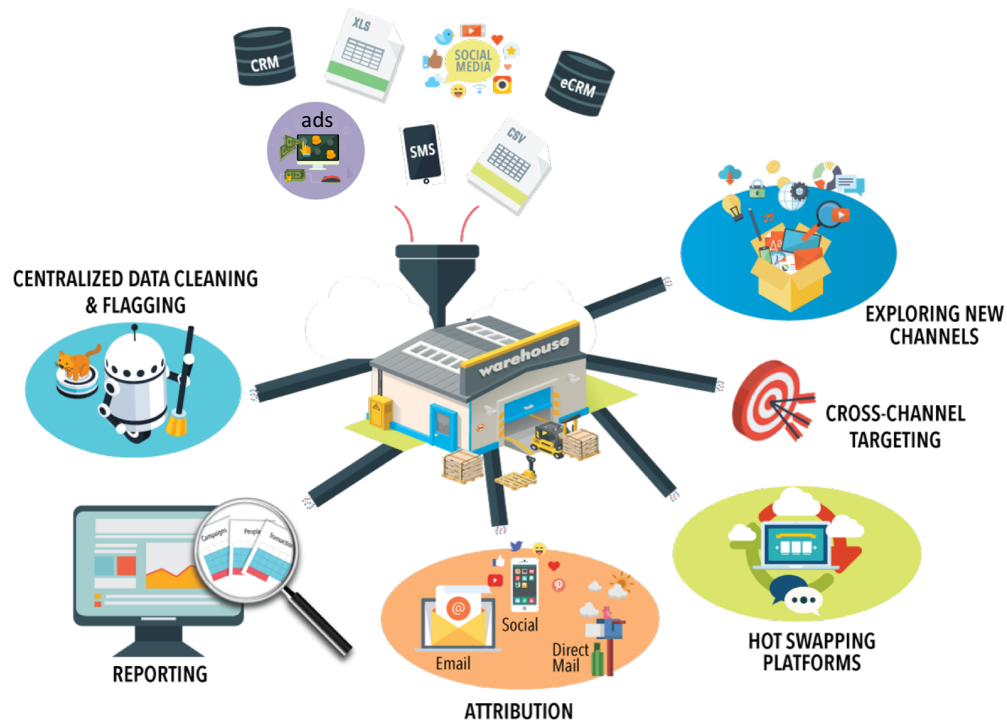 CRM
XLS
SOCIAL
MEDIA
eCRM
ads
SMS
CSV
CENTRALIZED DATA CLEANING
& FLAGGING
warehouse
EXPLORING NEW
CHANNELS
CROSS-CHANNEL
TARGETING
Campaigns
People
Transaction
REPORTING
@
Email
Social
Direct
Mail
ATTRIBUTION
HOT SWAPPING
PLATFORMS